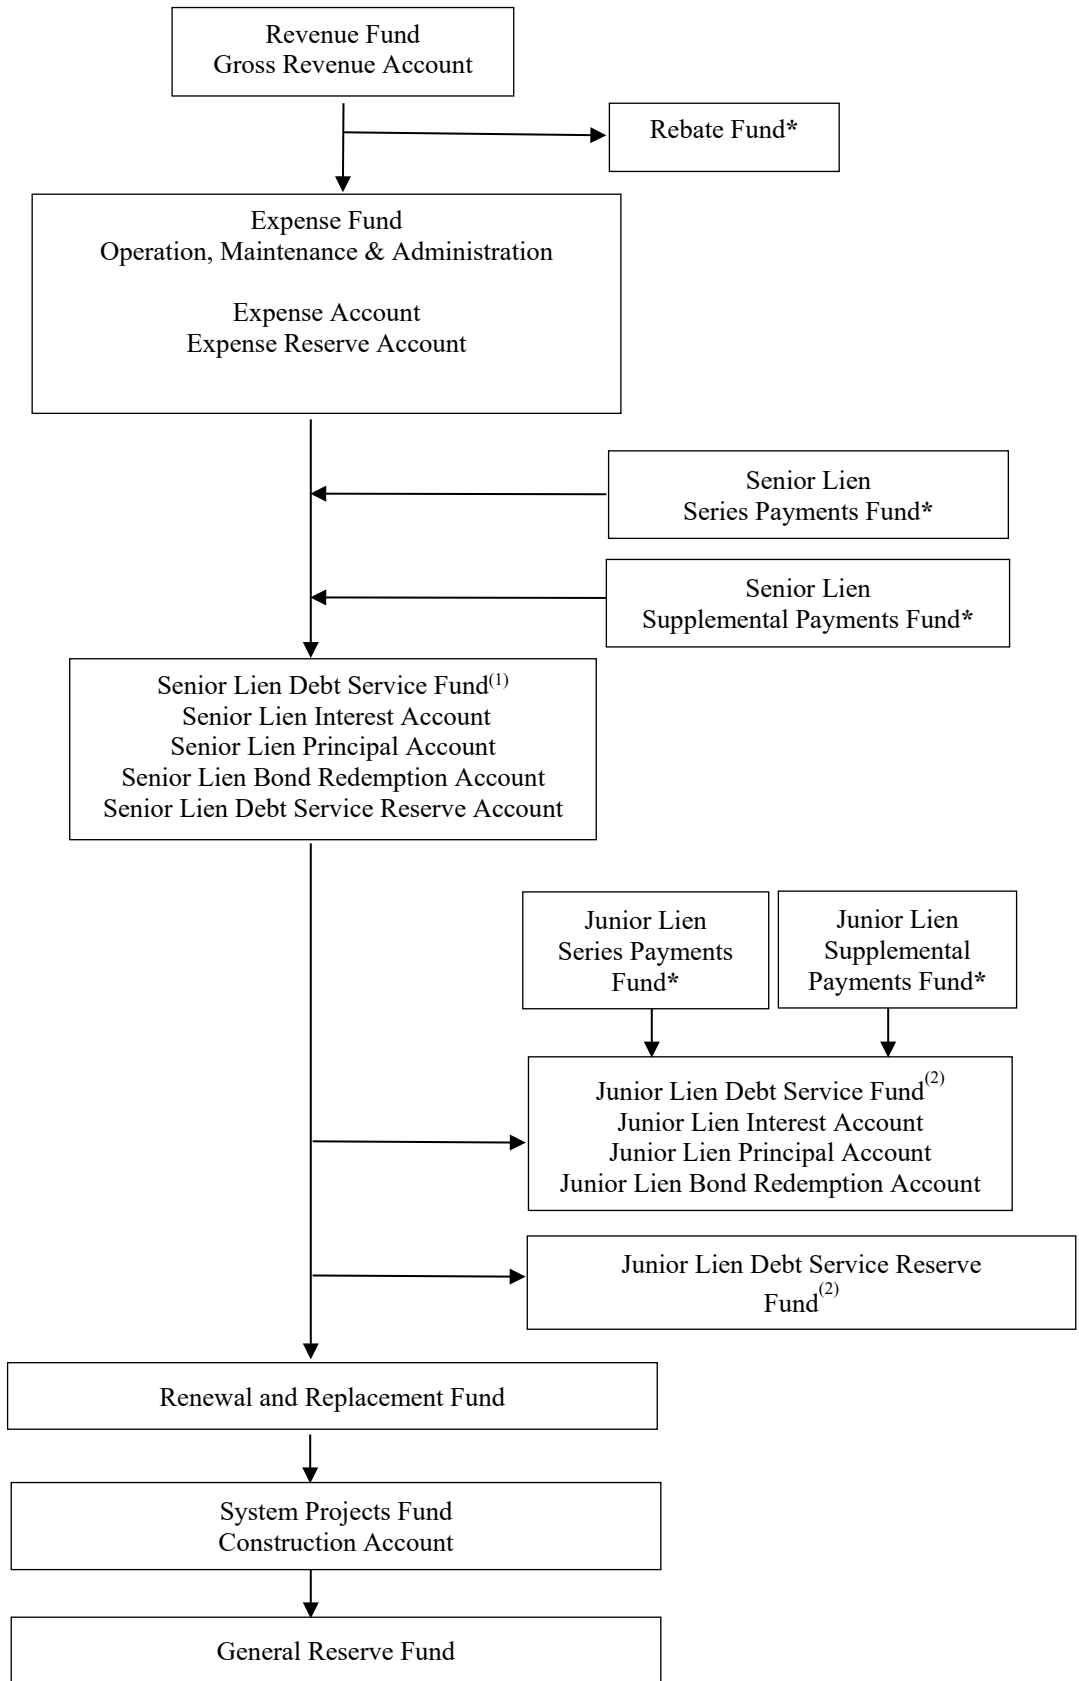 Revenue Fund
Gross Revenue Account
Rebate Fund*
Expense Fund
Operation, Maintenance & Administration
Expense Account
Expense Reserve Account
Senior Lien
Series Payments Fund*
Senior Lien
Supplemental Payments Fund*
Senior Lien Debt Service Fund(1)
Senior Lien Interest Account
Senior Lien Principal Account
Senior Lien Bond Redemption Account
Senior Lien Debt Service Reserve Account
Junior Lien
Series Payments
Fund*
Junior Lien
Supplemental
Payments Fund*
Junior Lien Debt Service Fund(2)
Junior Lien Interest Account
Junior Lien Principal Account
Junior Lien Bond Redemption Account
Junior Lien Debt Service Reserve
Fund(2)
Renewal and Replacement Fund
System Projects Fund
Construction Account
General Reserve Fund